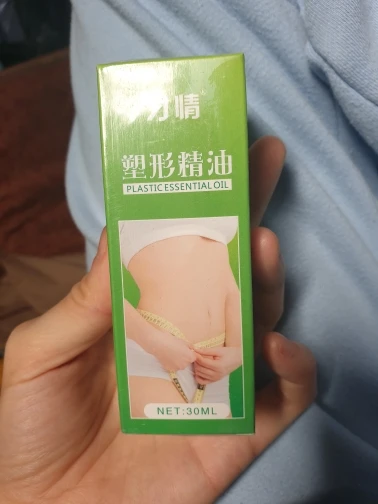 情
塑形精油
PLASTIC ESSENTIAL OIL
NET:30ML